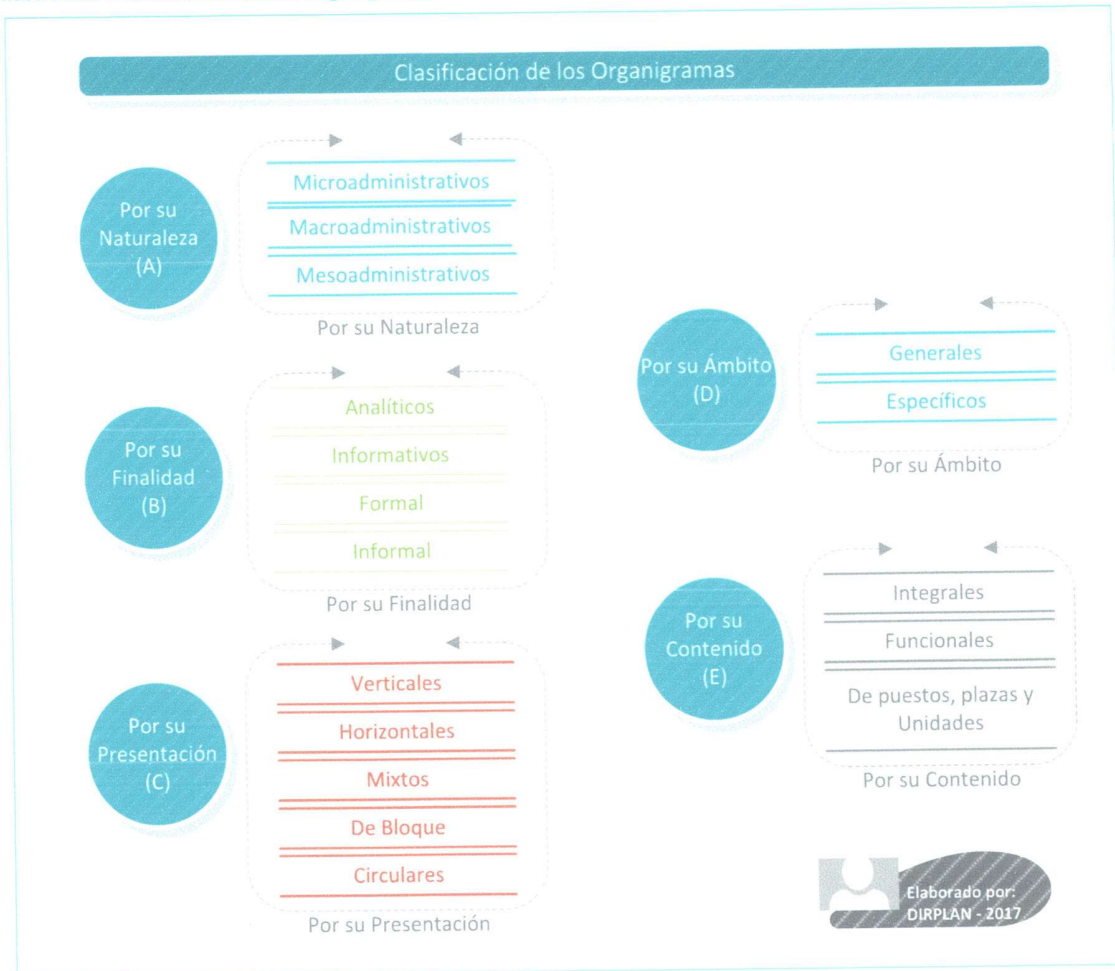 Clasificación de los Organigramas
Por su
Naturaleza
(A)
Microadministrativos
Macroadministrativos
Mesoadministrativos
Por su Naturaleza
Por su
Finalidad
(B)
Analíticos
Informativos
Formal
Informal
Por su Finalidad
Por su
Presentación
(C)
Verticales
Horizontales
Mixtos
De Bloque
Circulares
Por su Presentación
Por su Ámbito
(D)
Generales
Específicos
Por su Ámbito
Por su
Contenido
(E)
Integrales
Funcionales
De puestos, plazas y
Unidades
Por su Contenido
Elaborado por:
DIRPLAN - 2017